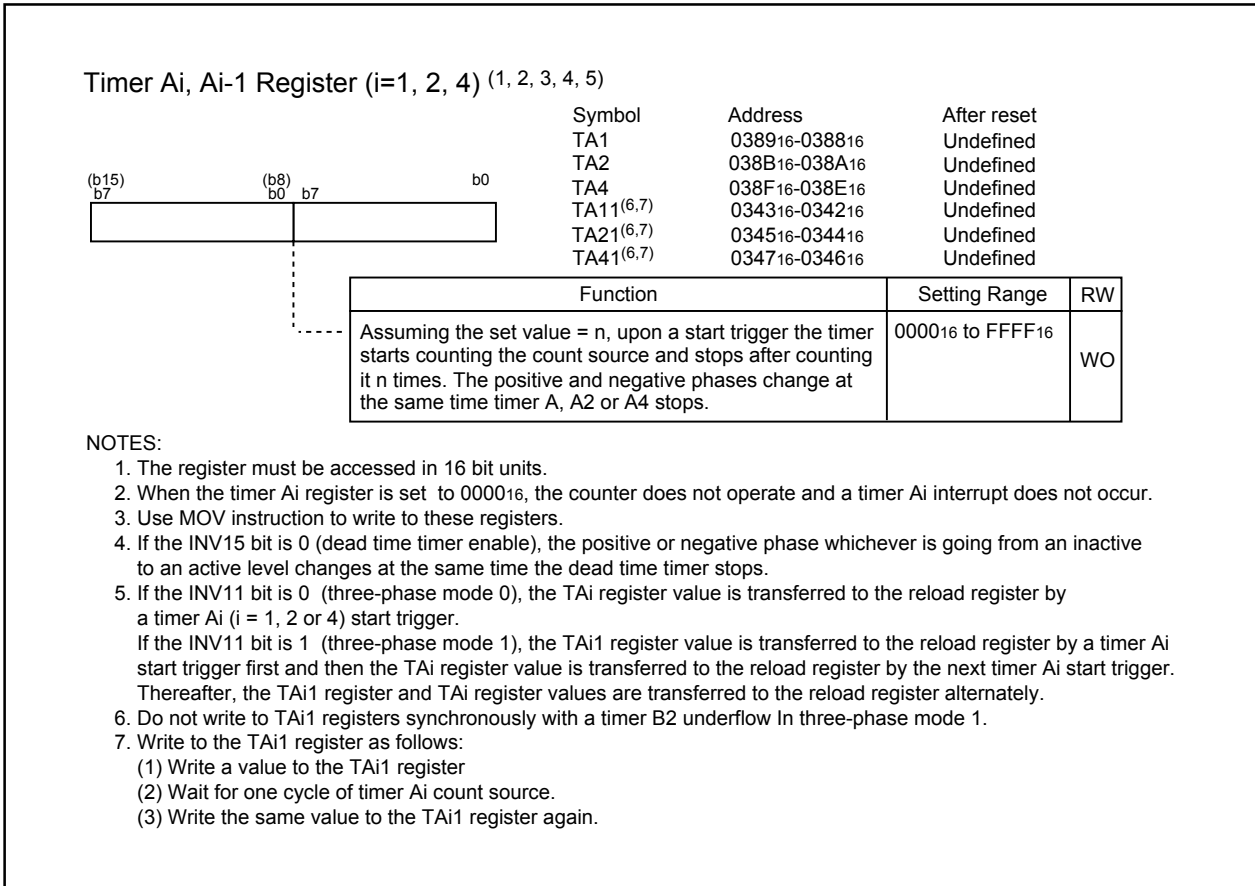 Timer Ai, Ai-1 Register (i=1, 2, 4) (1, 2, 3, 4, 5)
Symbol Address After reset
TA1 038916-038816 Undefined
TA2 038B16-038A16 Undefined
TA4 038F16-038E16 Undefined
TA11(6,7) 034316-034216 Undefined
TA21(6,7) 034516-034416 Undefined
TA41(6,7) 034716-034616 Undefined
(b15) (b8)
b7 b0 b7 b0
Function Setting Range RW
Assuming the set value = n, upon a start trigger the timer
starts counting the count source and stops after counting
it n times. The positive and negative phases change at
the same time timer A, A2 or A4 stops.
000016 to FFFF16
WO
NOTES:
1. The register must be accessed in 16 bit units.
2. When the timer Ai register is set to 000016, the counter does not operate and a timer Ai interrupt does not occur.
3. Use MOV instruction to write to these registers.
4. If the INV15 bit is 0 (dead time timer enable), the positive or negative phase whichever is going from an inactive
to an active level changes at the same time the dead time timer stops.
5. If the INV11 bit is 0 (three-phase mode 0), the TAi register value is transferred to the reload register by
a timer Ai (i = 1, 2 or 4) start trigger.
If the INV11 bit is 1 (three-phase mode 1), the TAi1 register value is transferred to the reload register by a timer Ai
start trigger first and then the TAi register value is transferred to the reload register by the next timer Ai start trigger.
Thereafter, the TAi1 register and TAi register values are transferred to the reload register alternately.
6. Do not write to TAi1 registers synchronously with a timer B2 underflow In three-phase mode 1.
7. Write to the TAi1 register as follows:
(1) Write a value to the TAi1 register
(2) Wait for one cycle of timer Ai count source.
(3) Write the same value to the TAi1 register again.